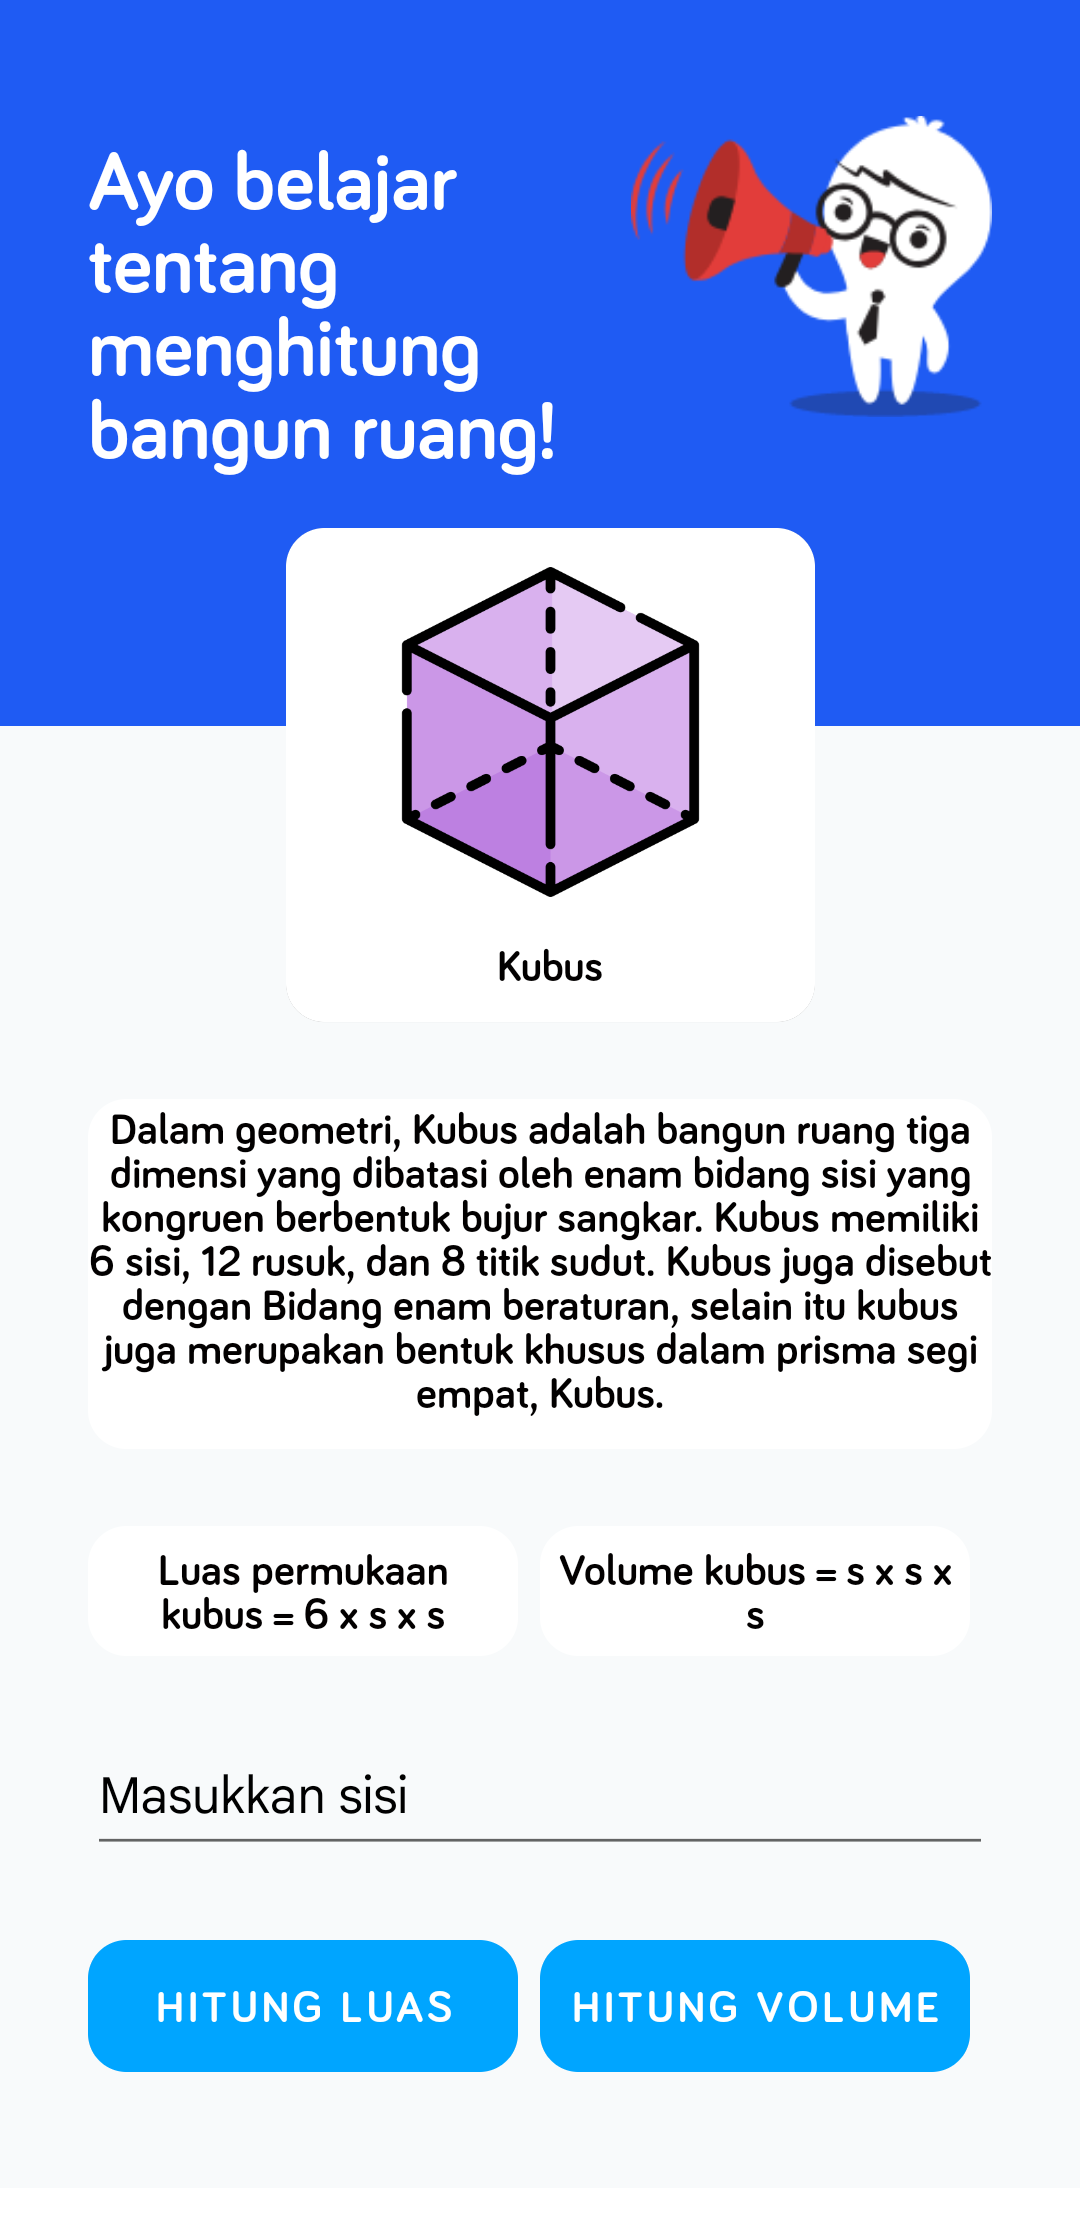 Ayo belajar
tentang
menghitung
bangun ruang!
Kubus
Dalam geometri, Kubus adalah bangun ruang tiga
dimensi yang dibatasi oleh enam bidang sisi yang
kongruen berbentuk bujur sangkar. Kubus memiliki
6 sisi, 12 rusuk, dan 8 titik sudut. Kubus juga disebut
dengan Bidang enam beraturan, selain itu kubus
juga merupakan bentuk khusus dalam prisma segi
empat, Kubus.
Luas permukaan
kubus = 6 x s x s
Volume kubus = s x s x
s
Masukkan sisi
HITUNG LUAS
HITUNG VOLUME